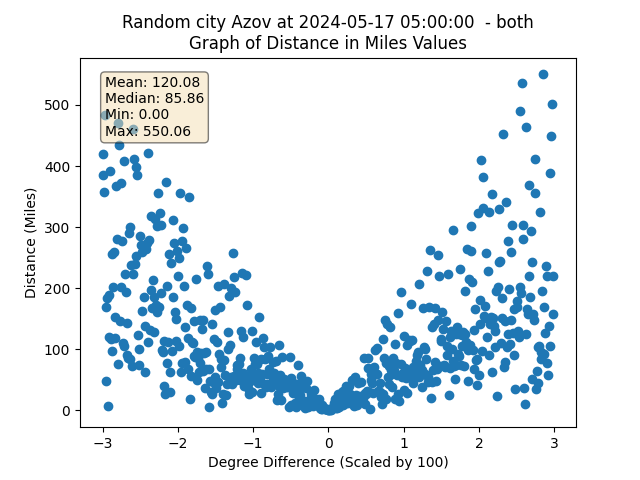 Random city Azov at 2024-05-17 05:00:00  - both
Graph of Distance in Miles Values
Mean: 120.08
Median: 85.86
Min: 0.00
Max: 550.06
Distance (Miles)
500
400
300
200
100
0
−3 −2 −1 0 1 2 3
Degree Difference (Scaled by 100)